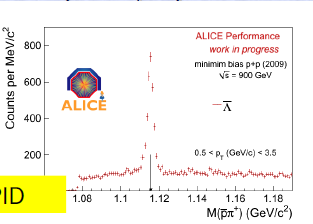 ALICE Performance
work in progress
minimim bias p+p (2009)
√s = 900 GeV
Λ̅
ALICE
0.5 < pT (GeV/c) < 3.5
Counts per MeV/c²
800
600
400
200
PID
1.08
1.1
1.12
1.14
1.16
1.18
M(p̅π⁺) (GeV/c²)